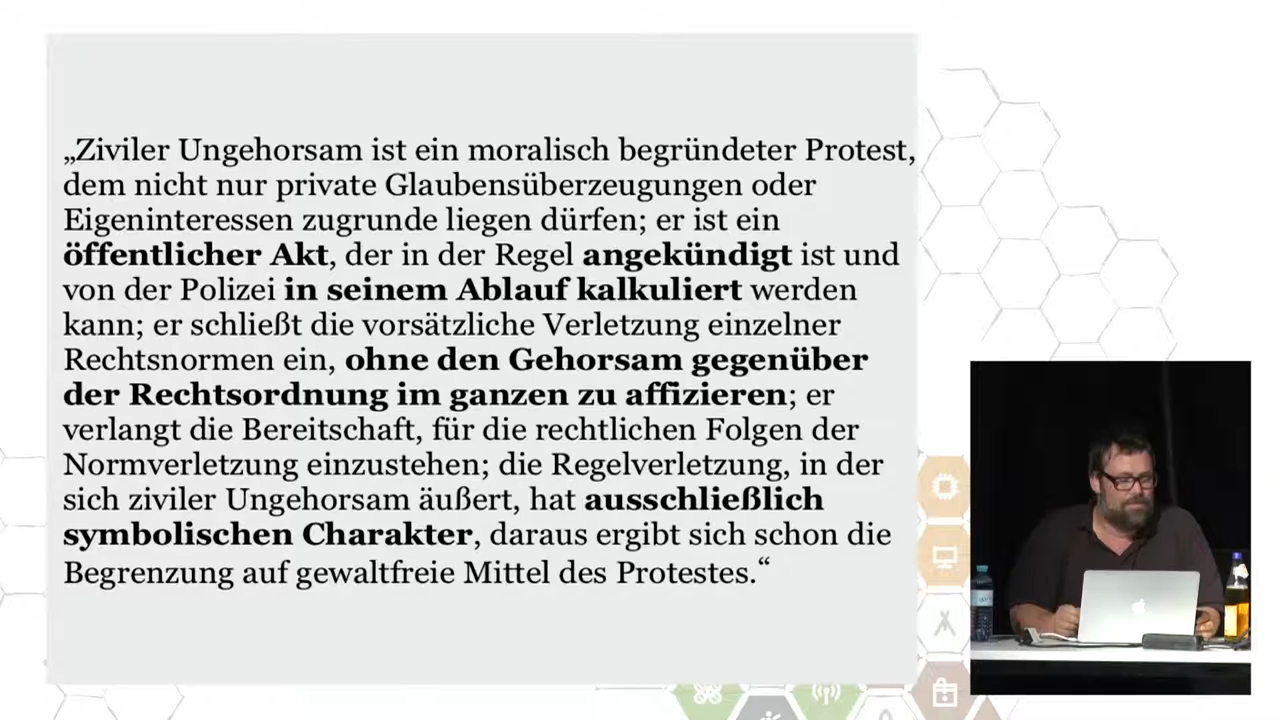 „Ziviler Ungehorsam ist ein moralisch begründeter Protest,
dem nicht nur private Glaubensüberzeugungen oder
Eigeninteressen zugrunde liegen dürfen; er ist ein
öffentlicher Akt, der in der Regel angekündigt ist und
von der Polizei in seinem Ablauf kalkuliert werden
kann; er schließt die vorsätzliche Verletzung einzelner
Rechtsnormen ein, ohne den Gehorsam gegenüber
der Rechtsordnung im ganzen zu affizieren; er
verlangt die Bereitschaft, für die rechtlichen Folgen der
Normverletzung einzustehen; die Regelverletzung, in der
sich ziviler Ungehorsam äußert, hat ausschließlich
symbolischen Charakter, daraus ergibt sich schon die
Begrenzung auf gewaltfreie Mittel des Protestes.“